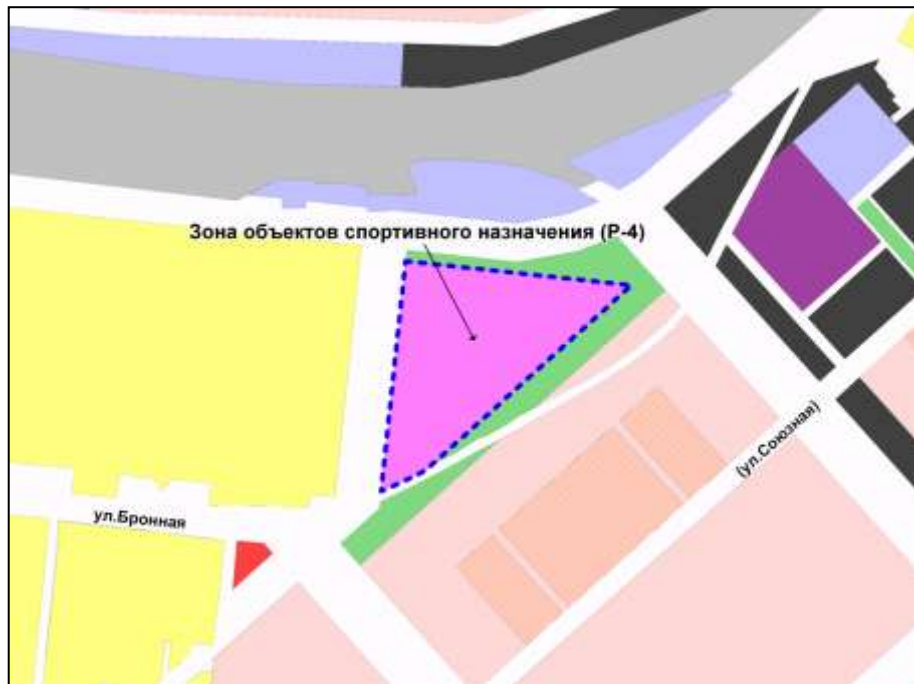 Зона объектов спортивного назначения (Р-4)
(ул.Союзная)
ул.Бронная